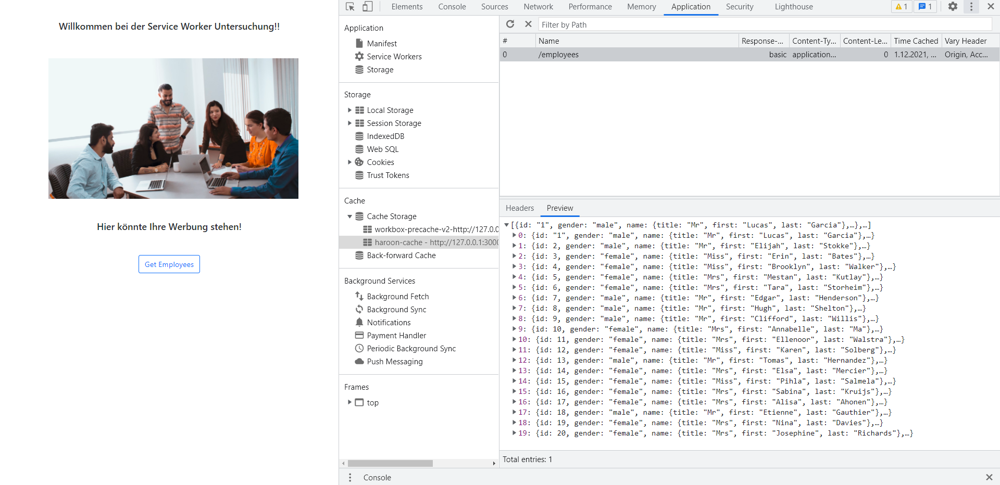 Willkommen bei der Service Worker Untersuchung!!
Hier könnte Ihre Werbung stehen!
Get Employees
Elements Console Sources Network Performance Memory Application Security Lighthouse 1 1
Application
Manifest
Service Workers
Storage
Storage
Local Storage
Session Storage
IndexedDB
Web SQL
Cookies
Trust Tokens
Cache
Cache Storage
workbox-precache-v2-http://127.0.0
haroon-cache - http://127.0.0.1:3000
Back-forward Cache
Background Services
Background Fetch
Background Sync
Notifications
Payment Handler
Periodic Background Sync
Push Messaging
Frames
top
Filter by Path
# Name Response-... Content-Ty... Content-Le... Time Cached Vary Header
0 /employees basic application... 0 1.12.2021, ... Origin, Acc...
Headers Preview
[{id: "1", gender: "male", name: {title: "Mr", first: "Lucas", last: "Garcia"},…},…]
0: {id: "1", gender: "male", name: {title: "Mr", first: "Lucas", last: "Garcia"},…}
1: {id: 2, gender: "male", name: {title: "Mr", first: "Elijah", last: "Stokke"},…}
2: {id: 3, gender: "female", name: {title: "Miss", first: "Erin", last: "Bates"},…}
3: {id: 4, gender: "female", name: {title: "Miss", first: "Brooklyn", last: "Walker"},…}
4: {id: 5, gender: "female", name: {title: "Mrs", first: "Mestan", last: "Kutlay"},…}
5: {id: 6, gender: "female", name: {title: "Mrs", first: "Tara", last: "Storheim"},…}
6: {id: 7, gender: "male", name: {title: "Mr", first: "Edgar", last: "Henderson"},…}
7: {id: 8, gender: "male", name: {title: "Mr", first: "Hugh", last: "Shelton"},…}
8: {id: 9, gender: "male", name: {title: "Mr", first: "Clifford", last: "Willis"},…}
9: {id: 10, gender: "female", name: {title: "Mrs", first: "Annabelle", last: "Ma"},…}
10: {id: 11, gender: "female", name: {title: "Mrs", first: "Ellenoor", last: "Walstra"},…}
11: {id: 12, gender: "female", name: {title: "Miss", first: "Karen", last: "Solberg"},…}
12: {id: 13, gender: "male", name: {title: "Mr", first: "Tomas", last: "Hernandez"},…}
13: {id: 14, gender: "female", name: {title: "Mrs", first: "Elsa", last: "Mercier"},…}
14: {id: 15, gender: "female", name: {title: "Miss", first: "Pihla", last: "Salmela"},…}
15: {id: 16, gender: "female", name: {title: "Mrs", first: "Sabina", last: "Kruijs"},…}
16: {id: 17, gender: "female", name: {title: "Mrs", first: "Alisa", last: "Ahonen"},…}
17: {id: 18, gender: "male", name: {title: "Mr", first: "Etienne", last: "Gauthier"},…}
18: {id: 19, gender: "female", name: {title: "Mrs", first: "Nina", last: "Davies"},…}
19: {id: 20, gender: "female", name: {title: "Mrs", first: "Josephine", last: "Richards"},…}
Total entries: 1
Console